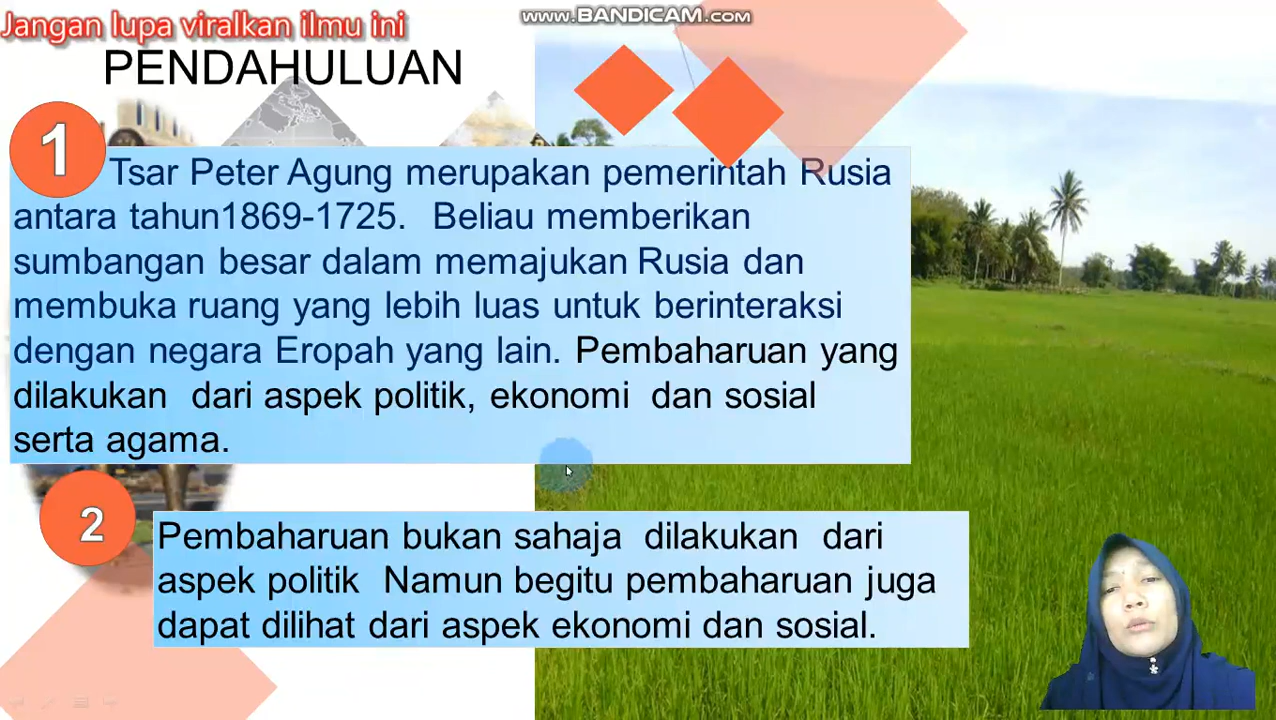 Jangan lupa viralkan ilmu ini
www.BANDICAM.com
PENDAHULUAN
1
Tsar Peter Agung merupakan pemerintah Rusia
antara tahun1869-1725. Beliau memberikan
sumbangan besar dalam memajukan Rusia dan
membuka ruang yang lebih luas untuk berinteraksi
dengan negara Eropah yang lain. Pembaharuan yang
dilakukan dari aspek politik, ekonomi dan sosial
serta agama.
2
Pembaharuan bukan sahaja dilakukan dari
aspek politik Namun begitu pembaharuan juga
dapat dilihat dari aspek ekonomi dan sosial.